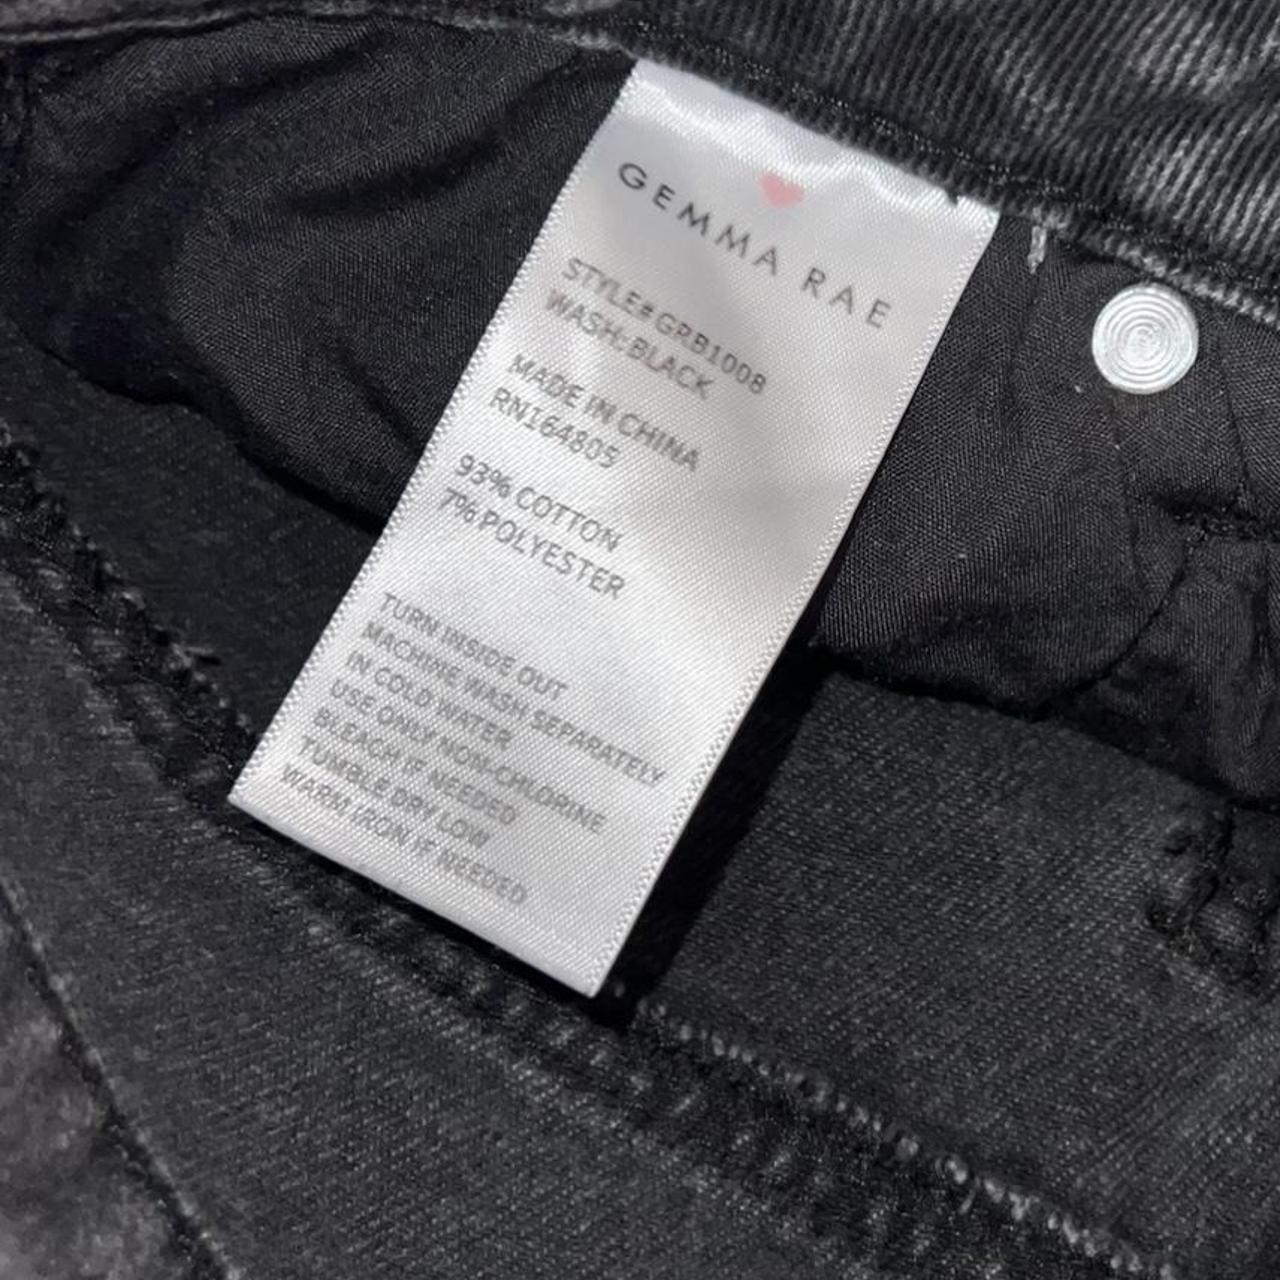 GEMMA RAE
STYLE# GRB1008
WASH: BLACK
MADE IN CHINA
RN164805
93% COTTON
7% POLYESTER
TURN INSIDE OUT
MACHINE WASH SEPARATELY
IN COLD WATER
USE ONLY NON-CHLORINE
BLEACH IF NEEDED
TUMBLE DRY LOW
WARM IRON IF NEEDED